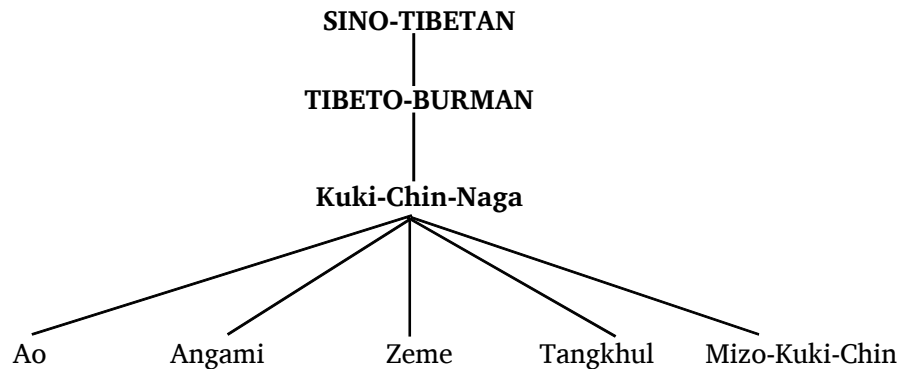 SINO-TIBETAN
TIBETO-BURMAN
Kuki-Chin-Naga
Ao Angami Zeme Tangkhul Mizo-Kuki-Chin